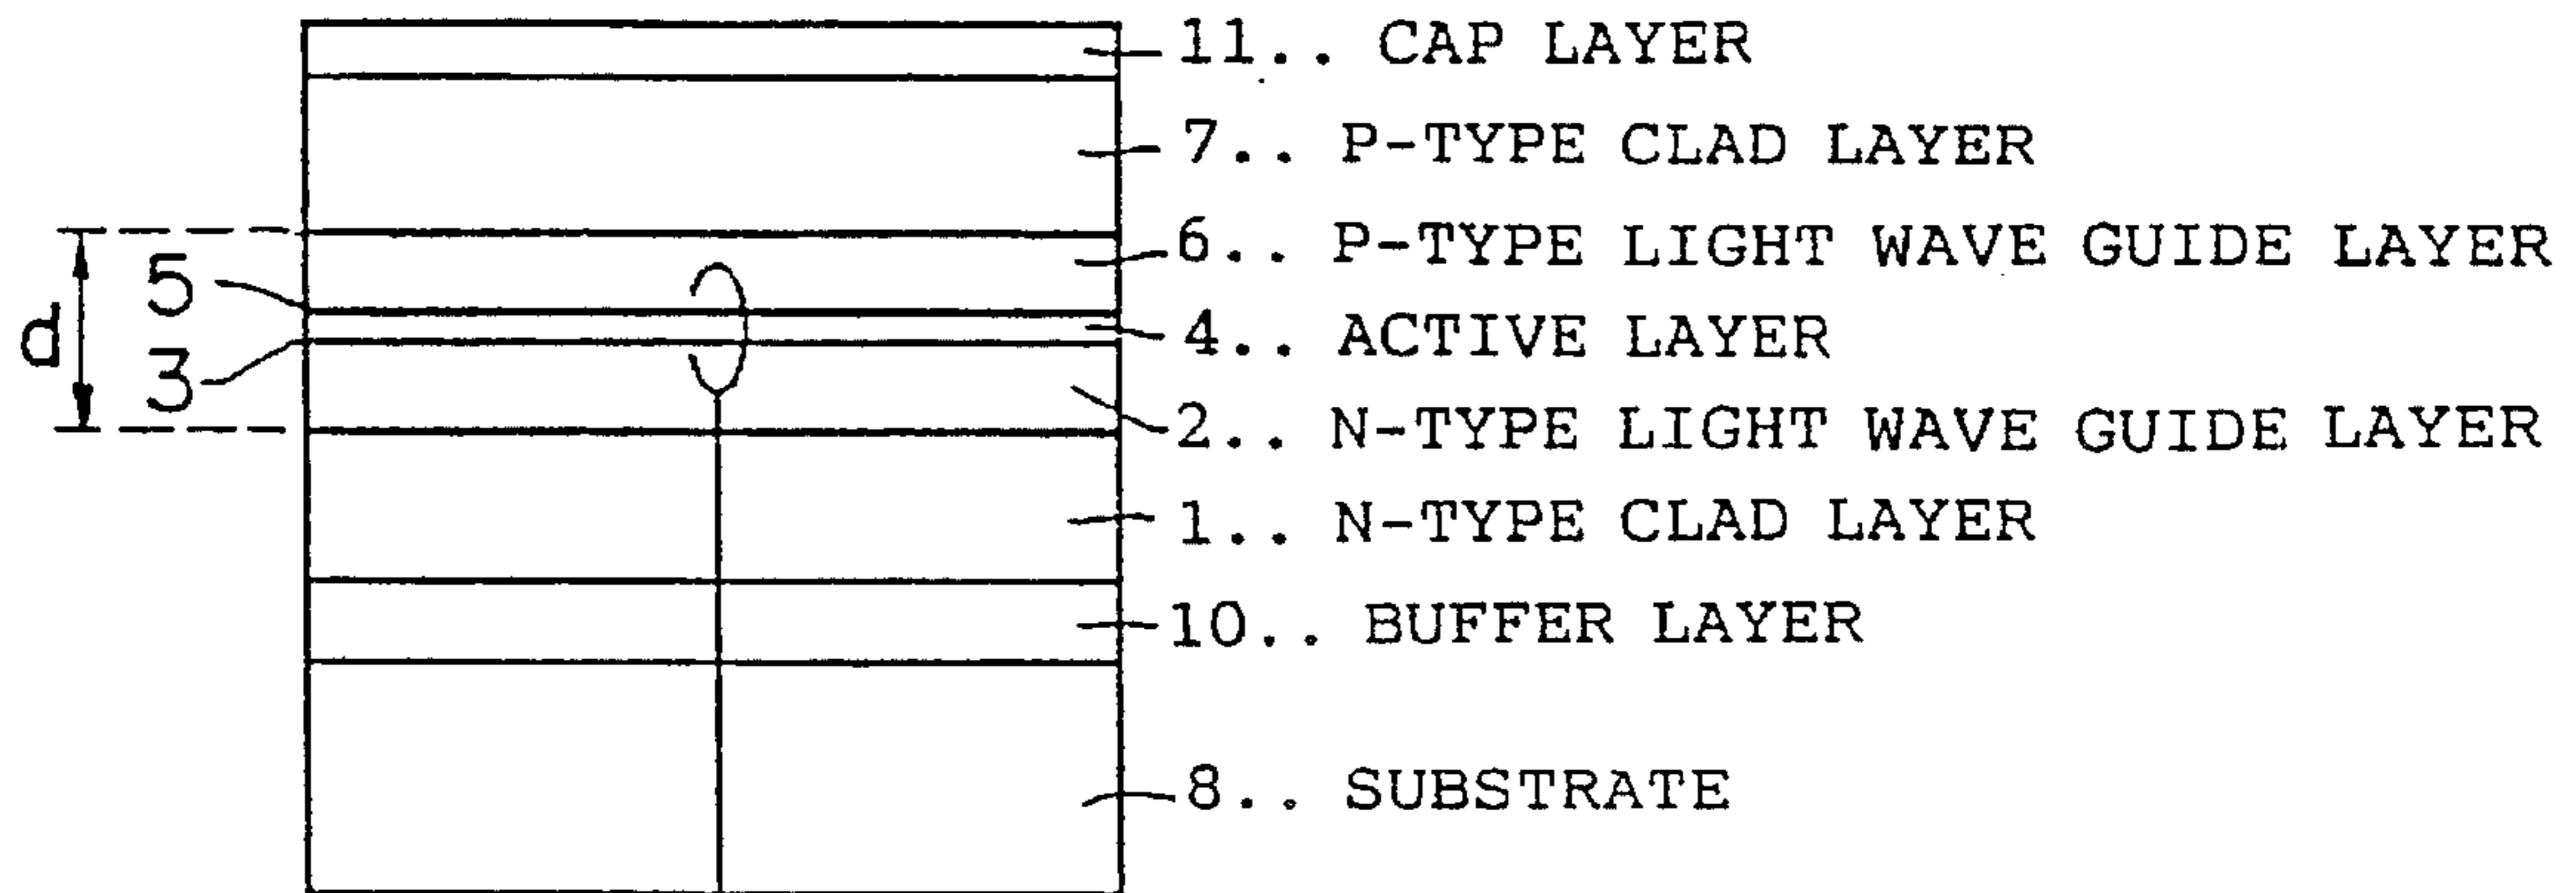 11.. CAP LAYER
7.. P-TYPE CLAD LAYER
6.. P-TYPE LIGHT WAVE GUIDE LAYER
5
4.. ACTIVE LAYER
d
3
2.. N-TYPE LIGHT WAVE GUIDE LAYER
1.. N-TYPE CLAD LAYER
10.. BUFFER LAYER
8.. SUBSTRATE